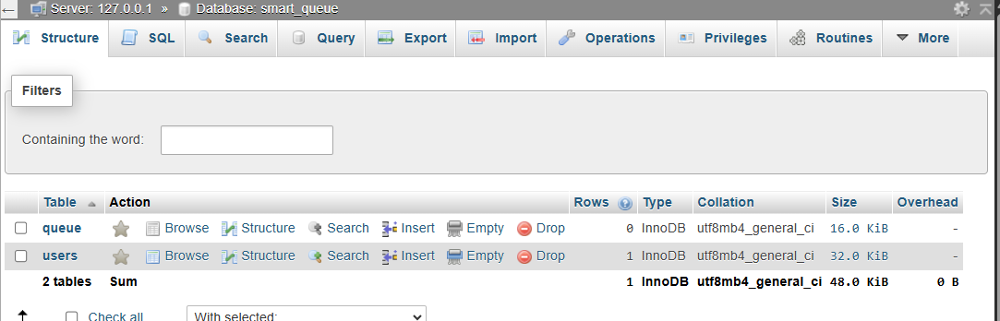 Server: 127.0.0.1 » Database: smart_queue
Structure SQL Search Query Export Import Operations Privileges Routines More
Filters
Containing the word:
Table Action Rows Type Collation Size Overhead
queue Browse Structure Search Insert Empty Drop 0 InnoDB utf8mb4_general_ci 16.0 KiB -
users Browse Structure Search Insert Empty Drop 1 InnoDB utf8mb4_general_ci 32.0 KiB -
2 tables Sum 1 InnoDB utf8mb4_general_ci 48.0 KiB 0 B
Check all With selected: